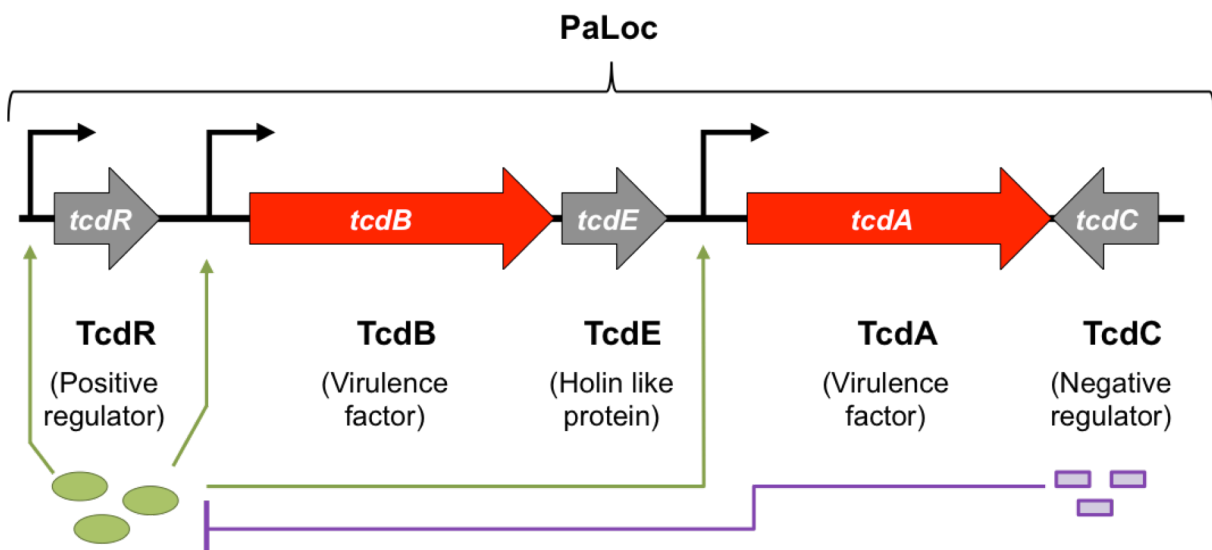 PaLoc
tcdR
tcdB
tcdE
tcdA
tcdC
TcdR
TcdB
TcdE
TcdA
TcdC
(Positive
regulator)
(Virulence
factor)
(Holin like
protein)
(Virulence
factor)
(Negative
regulator)